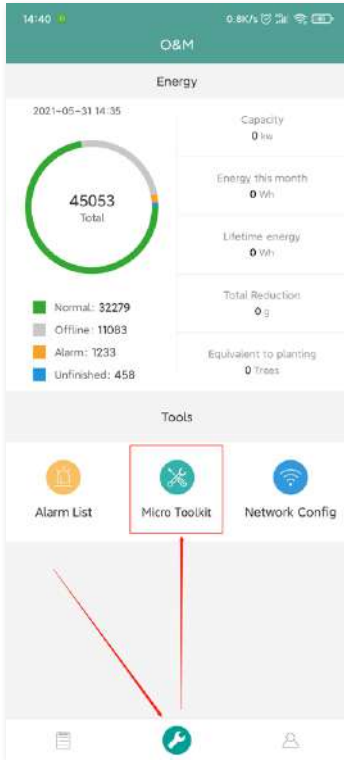 14:40
0.8K/s
O&M
Energy
2021-05-31 14:35
45053
Total
Normal: 32279
Offline: 11083
Alarm: 1233
Unfinished: 458
Capacity
0 kw
Energy this month
0 Wh
Lifetime energy
0 Wh
Total Reduction
0 g
Equivalent to planting
0 Trees
Tools
Alarm List
Micro Toolkit
Network Config